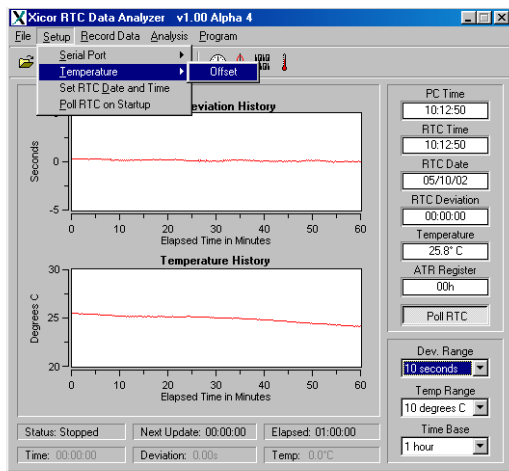 Xicor RTC Data Analyzer v1.00 Alpha 4
File Setup Record Data Analysis Program
Serial Port
Temperature
Offset
Set RTC Date and Time
Poll RTC on Startup
eviation History
Seconds
0
-5
0 10 20 30 40 50 60
Elapsed Time in Minutes
Temperature History
Degrees C
30
25
20
0 10 20 30 40 50 60
Elapsed Time in Minutes
PC Time
10:12:50
RTC Time
10:12:50
RTC Date
05/10/02
RTC Deviation
00:00:00
Temperature
25.8° C
ATR Register
00h
Poll RTC
Dev. Range
10 seconds
Temp Range
10 degrees C
Time Base
1 hour
Status: Stopped Next Update: 00:00:00 Elapsed: 01:00:00
Time: 00:00:00 Deviation: 0.00s Temp: 0.0°C